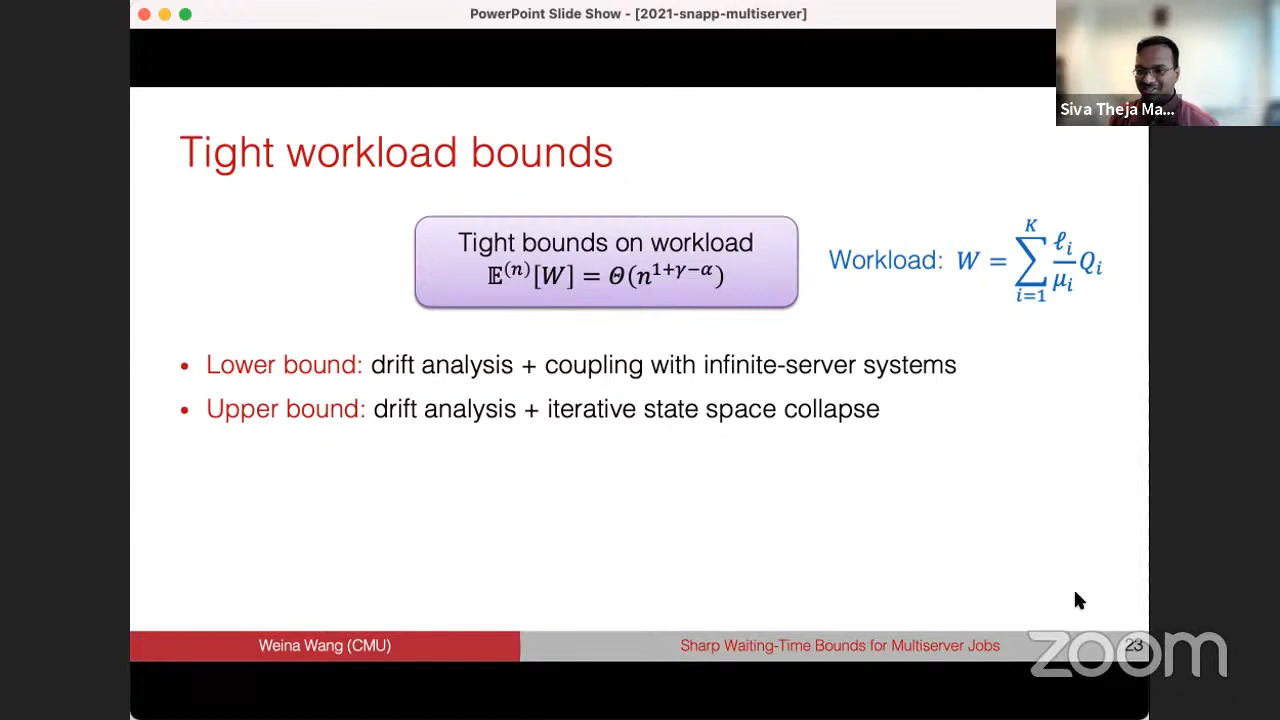 PowerPoint Slide Show - [2021-snapp-multiserver]
Siva Theja Ma...
Tight workload bounds
Tight bounds on workload
𝔼⁽ⁿ⁾[W] = Θ(n^{1+γ−α})
Workload: W = ∑_{i=1}^{K} (ℓ_i/μ_i) Q_i
• Lower bound: drift analysis + coupling with infinite-server systems
• Upper bound: drift analysis + iterative state space collapse
Weina Wang (CMU)
Sharp Waiting-Time Bounds for Multiserver Jobs
23
zoom